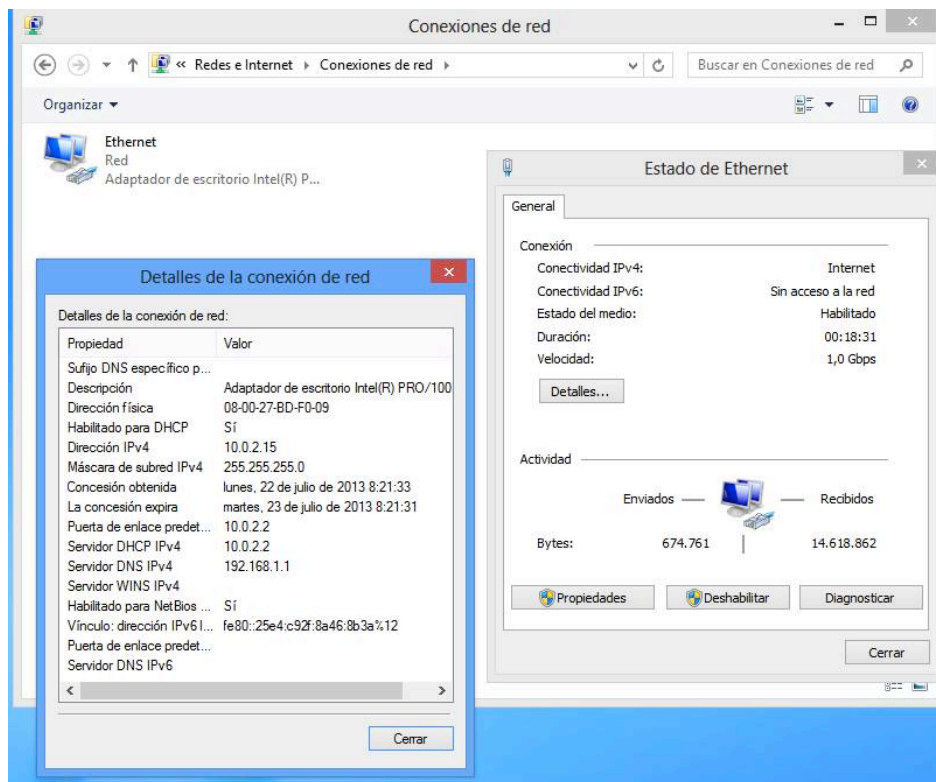 Conexiones de red
« Redes e Internet Conexiones de red
Buscar en Conexiones de red
Organizar
Ethernet
Red
Adaptador de escritorio Intel(R) P...
Estado de Ethernet
General
Conexión
Conectividad IPv4: Internet
Conectividad IPv6: Sin acceso a la red
Estado del medio: Habilitado
Duración: 00:18:31
Velocidad: 1,0 Gbps
Detalles...
Actividad
Enviados — — Recibidos
Bytes: 674.761 | 14.618.862
Propiedades Deshabilitar Diagnosticar
Cerrar
Detalles de la conexión de red
Detalles de la conexión de red:
Propiedad Valor
Sufijo DNS específico p...
Descripción Adaptador de escritorio Intel(R) PRO/100
Dirección física 08-00-27-BD-F0-09
Habilitado para DHCP Sí
Dirección IPv4 10.0.2.15
Máscara de subred IPv4 255.255.255.0
Concesión obtenida lunes, 22 de julio de 2013 8:21:33
La concesión expira martes, 23 de julio de 2013 8:21:31
Puerta de enlace predet... 10.0.2.2
Servidor DHCP IPv4 10.0.2.2
Servidor DNS IPv4 192.168.1.1
Servidor WINS IPv4
Habilitado para NetBios ... Sí
Vínculo: dirección IPv6 l... fe80::25e4:c92f:8a46:8b3a%12
Puerta de enlace predet...
Servidor DNS IPv6
Cerrar